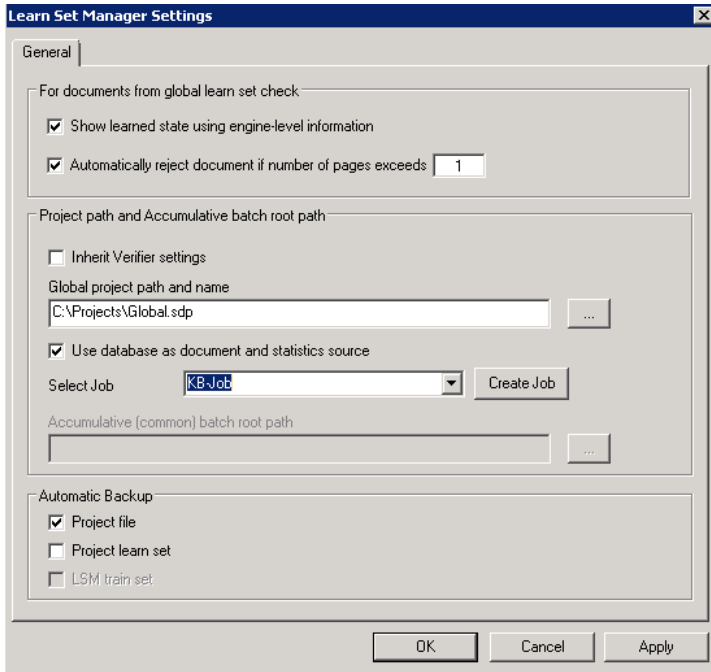 Learn Set Manager Settings
General
For documents from global learn set check
Show learned state using engine-level information
Automatically reject document if number of pages exceeds 1
Project path and Accumulative batch root path
Inherit Verifier settings
Global project path and name
C:\Projects\Global.sdp ...
Use database as document and statistics source
Select Job KB-Job Create Job
Accumulative (common) batch root path
...
Automatic Backup
Project file
Project learn set
LSM train set
OK Cancel Apply